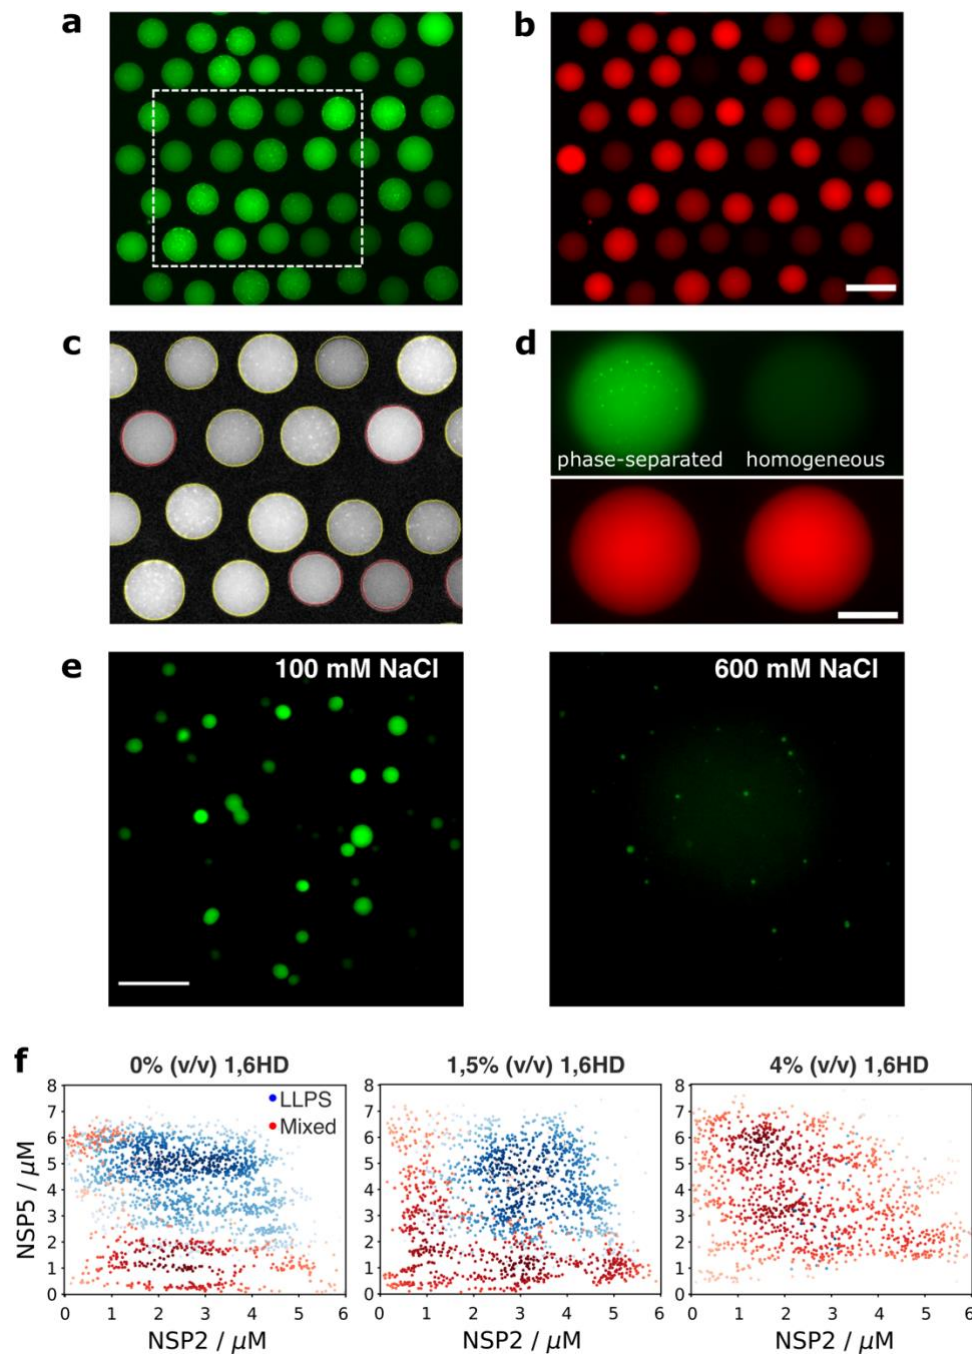 a
b
c
d
phase-separated
homogeneous
e
100 mM NaCl
600 mM NaCl
f
0% (v/v) 1,6HD
1,5% (v/v) 1,6HD
4% (v/v) 1,6HD
LLPS
Mixed
NSP5 / μM
8
7
6
5
4
3
2
1
0
0 1 2 3 4 5 6
NSP2 / μM
8
7
6
5
4
3
2
1
0
0 1 2 3 4 5 6
NSP2 / μM
8
7
6
5
4
3
2
1
0
0 1 2 3 4 5 6
NSP2 / μM